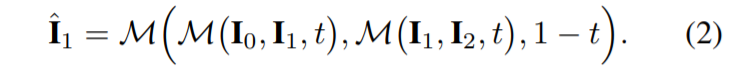 Î₁ = ℳ(ℳ(I₀, I₁, t), ℳ(I₁, I₂, t), 1 − t). (2)